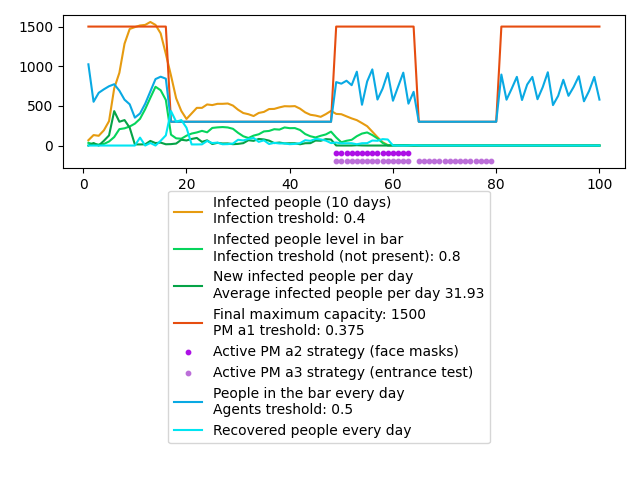 1500
1000
500
0
0
20
40
60
80
100
Infected people (10 days)
Infection treshold: 0.4
Infected people level in bar
Infection treshold (not present): 0.8
New infected people per day
Average infected people per day 31.93
Final maximum capacity: 1500
PM a1 treshold: 0.375
Active PM a2 strategy (face masks)
Active PM a3 strategy (entrance test)
People in the bar every day
Agents treshold: 0.5
Recovered people every day